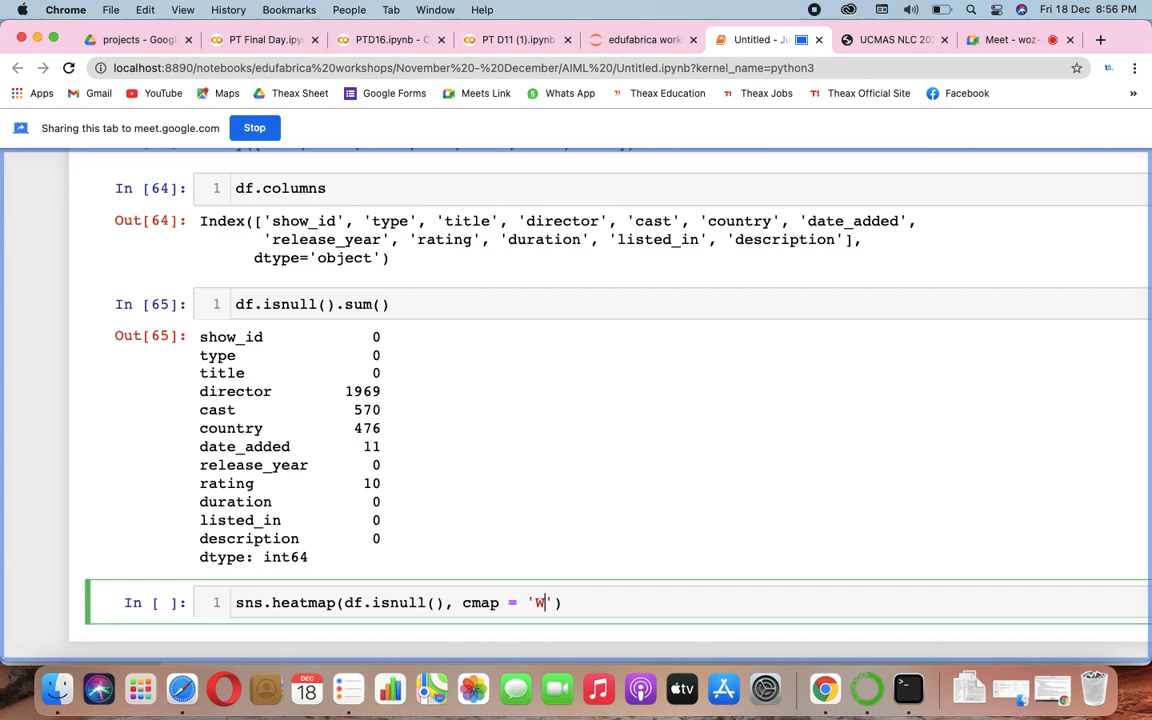 Chrome File Edit View History Bookmarks People Tab Window Help Fri 18 Dec 8:56 PM
projects - Googl PT Final Day.ipyn PTD16.ipynb - C PT D11 (1).ipynb edufabrica work Untitled - Ju UCMAS NLC 20 Meet - woz-
localhost:8890/notebooks/edufabrica%20workshops/November%20-%20December/AIML%20/Untitled.ipynb?kernel_name=python3
Apps Gmail YouTube Maps Theax Sheet Google Forms Meets Link Whats App Theax Education Theax Jobs Theax Official Site Facebook »
Sharing this tab to meet.google.com Stop
In [64]: 1 df.columns
Out[64]: Index(['show_id', 'type', 'title', 'director', 'cast', 'country', 'date_added',
'release_year', 'rating', 'duration', 'listed_in', 'description'],
dtype='object')
In [65]: 1 df.isnull().sum()
Out[65]: show_id 0
type 0
title 0
director 1969
cast 570
country 476
date_added 11
release_year 0
rating 10
duration 0
listed_in 0
description 0
dtype: int64
In [ ]: 1 sns.heatmap(df.isnull(), cmap = 'W')
DEC
18
tv